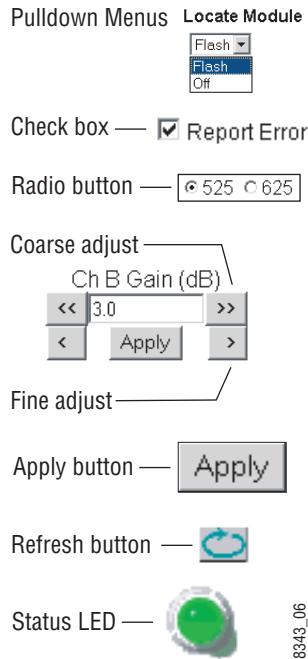 Pulldown Menus
Locate Module
Flash
Flash
Off
Check box
Report Error
Radio button
525 625
Coarse adjust
Ch B Gain (dB)
<< 3.0 >>
< Apply >
Fine adjust
Apply button
Apply
Refresh button
Status LED
8343_06